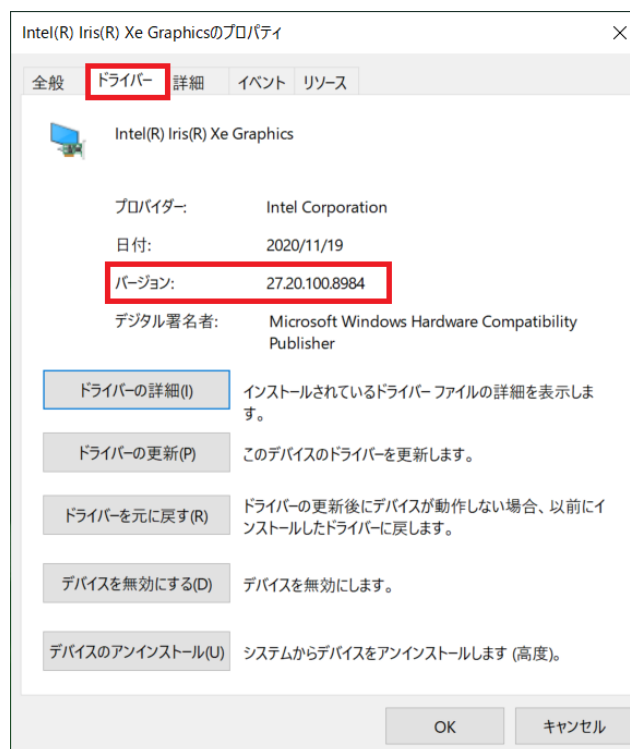 Intel(R) Iris(R) Xe Graphicsのプロパティ
全般 ドライバー 詳細 イベント リソース
Intel(R) Iris(R) Xe Graphics
プロバイダー: Intel Corporation
日付: 2020/11/19
バージョン: 27.20.100.8984
デジタル署名者: Microsoft Windows Hardware Compatibility
Publisher
ドライバーの詳細(I) インストールされているドライバー ファイルの詳細を表示しま
す。
ドライバーの更新(P) このデバイスのドライバーを更新します。
ドライバーを元に戻す(R) ドライバーの更新後にデバイスが動作しない場合、以前にイ
ンストールしたドライバーに戻します。
デバイスを無効にする(D) デバイスを無効にします。
デバイスのアンインストール(U) システムからデバイスをアンインストールします (高度)。
OK キャンセル